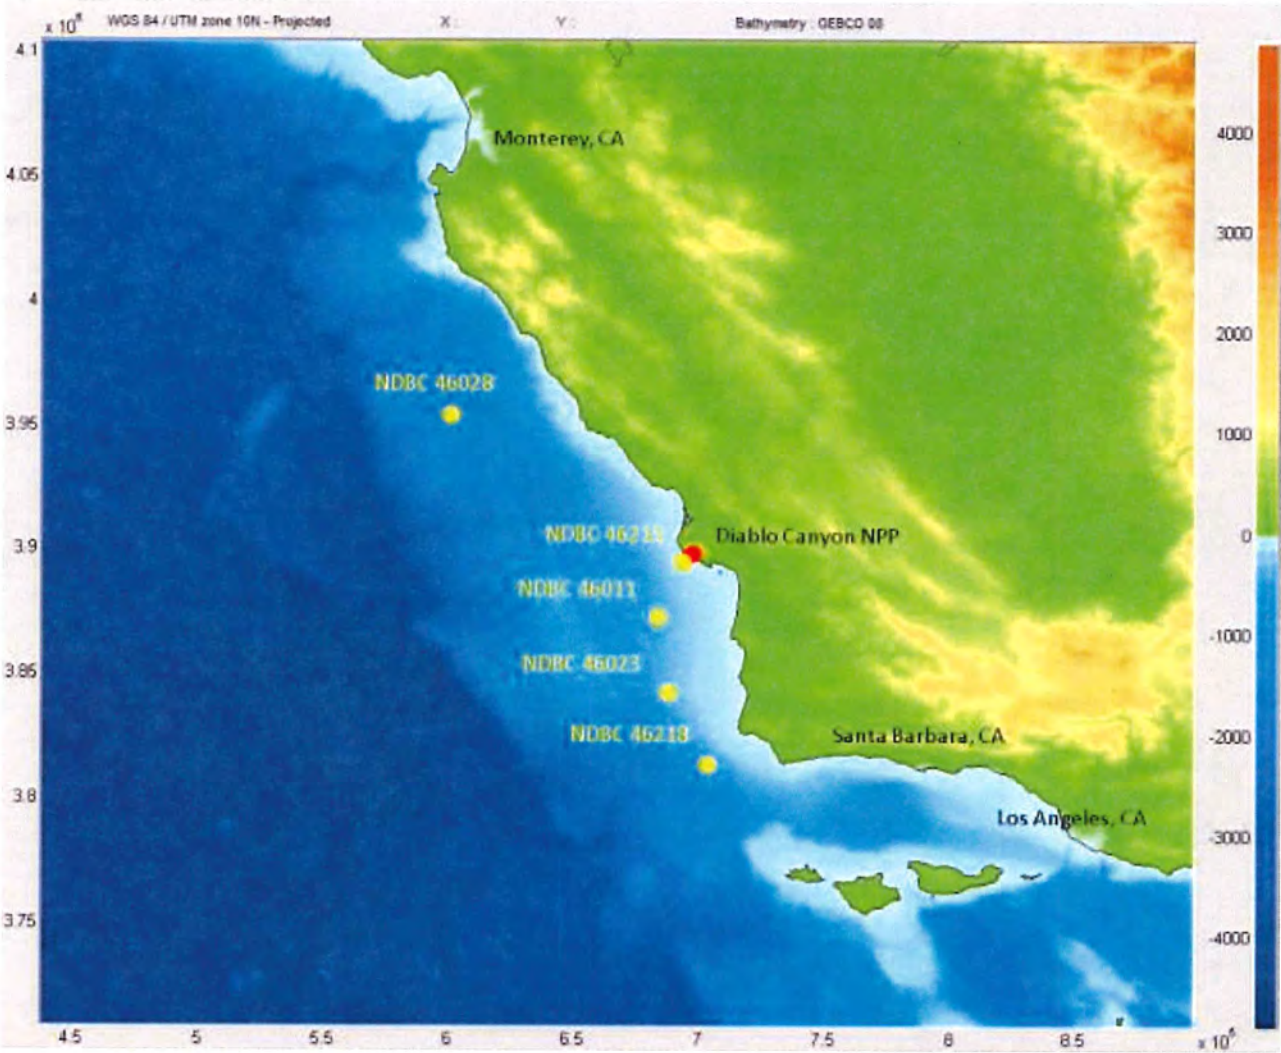 x 10⁶
WGS 84 / UTM zone 10N - Projected
X :
Y :
Bathymetry : GEBCO 08
4.1
4.05
4
3.95
3.9
3.85
3.8
3.75
Monterey, CA
NDBC 46028
NDBC 46215
Diablo Canyon NPP
NDBC 46011
NDBC 46023
NDBC 46218
Santa Barbara, CA
Los Angeles, CA
4000
3000
2000
1000
0
-1000
-2000
-3000
-4000
4.5
5
5.5
6
6.5
7
7.5
8
8.5
x 10⁵